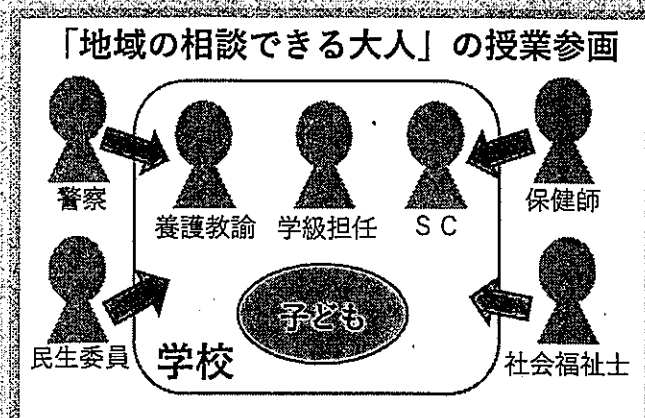 「地域の相談できる大人」の授業参画
警察
養護教諭
学級担任
SC
保健師
子ども
民生委員
学校
社会福祉士